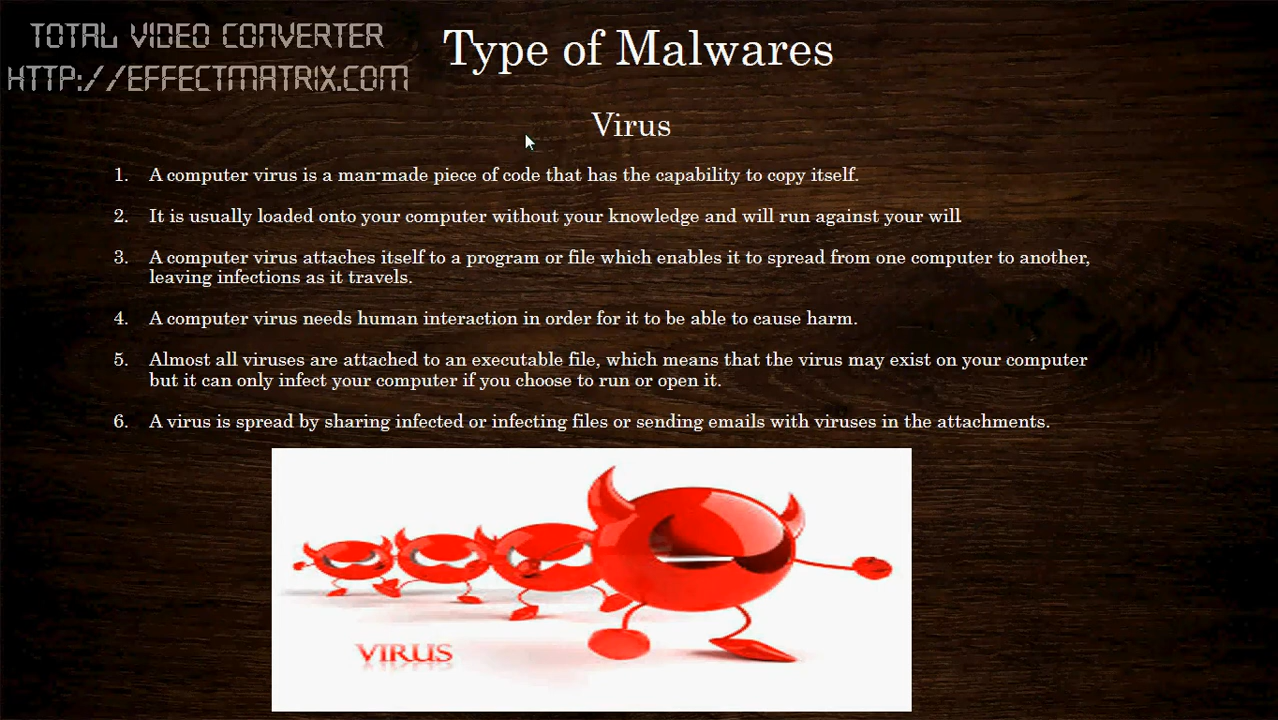 TOTAL VIDEO CONVERTER
HTTP://EFFECTMATRIX.COM
Type of Malwares
Virus
1. A computer virus is a man-made piece of code that has the capability to copy itself.
2. It is usually loaded onto your computer without your knowledge and will run against your will.
3. A computer virus attaches itself to a program or file which enables it to spread from one computer to another,
leaving infections as it travels.
4. A computer virus needs human interaction in order for it to be able to cause harm.
5. Almost all viruses are attached to an executable file, which means that the virus may exist on your computer
but it can only infect your computer if you choose to run or open it.
6. A virus is spread by sharing infected or infecting files or sending emails with viruses in the attachments.
VIRUS